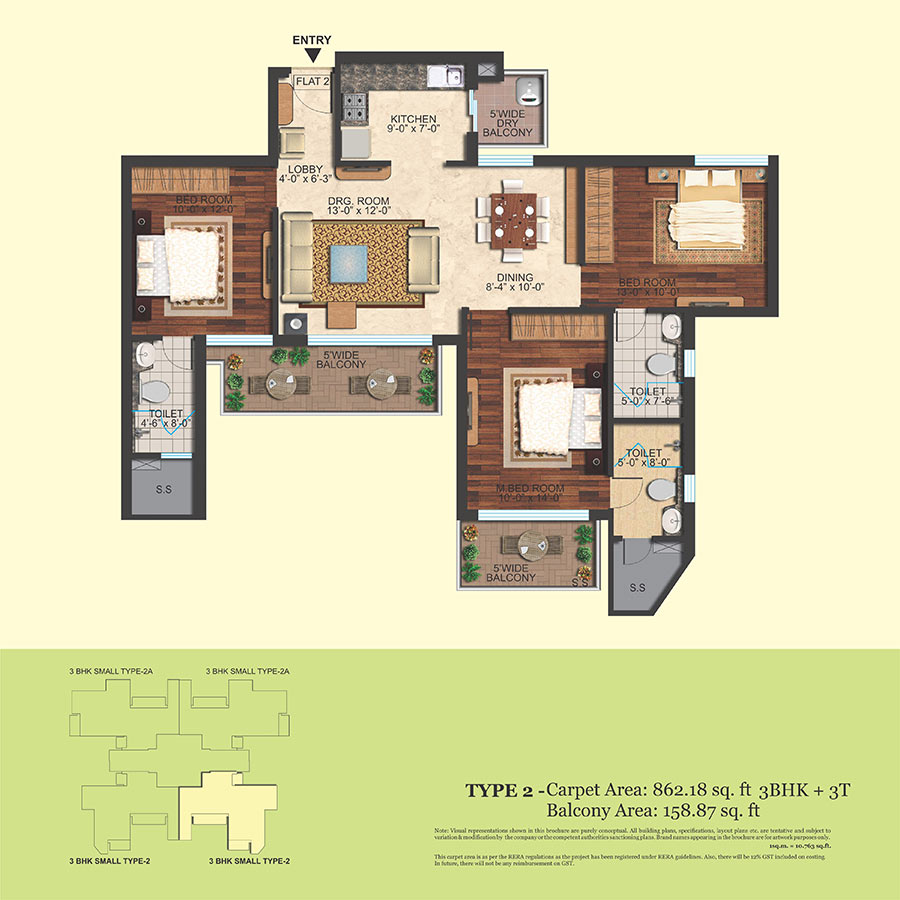 ENTRY
FLAT 2
KITCHEN
9'-0" x 7'-0"
5'WIDE
DRY
BALCONY
LOBBY
4'-0" x 6'-3"
BED ROOM
10'-0" x 12'-0"
DRG. ROOM
13'-0" x 12'-0"
DINING
8'-4" x 10'-0"
BED ROOM
13'-0" x 10'-0"
5'WIDE
BALCONY
TOILET
4'-6" x 8'-0"
TOILET
5'-0" x 7'-6"
TOILET
5'-0" x 8'-0"
S.S
M.BED ROOM
10'-0" x 14'-0"
5'WIDE
BALCONY
S.S
S.S
3 BHK SMALL TYPE-2A
3 BHK SMALL TYPE-2A
3 BHK SMALL TYPE-2
3 BHK SMALL TYPE-2
TYPE 2 -Carpet Area: 862.18 sq. ft 3BHK + 3T
Balcony Area: 158.87 sq. ft
Note: Visual representations shown in this brochure are purely conceptual. All building plans, specifications, layout plans etc. are tentative and subject to
variation & modification by the company or the competent authorities sanctioning plans. Brand names appearing in the brochure are for artwork purposes only.
1sq.m. = 10.763 sq.ft.
This carpet area is as per the RERA regulations as the project has been registered under RERA guidelines. Also, there will be 12% GST included on costing.
In future, there will not be any reimbursement on GST.